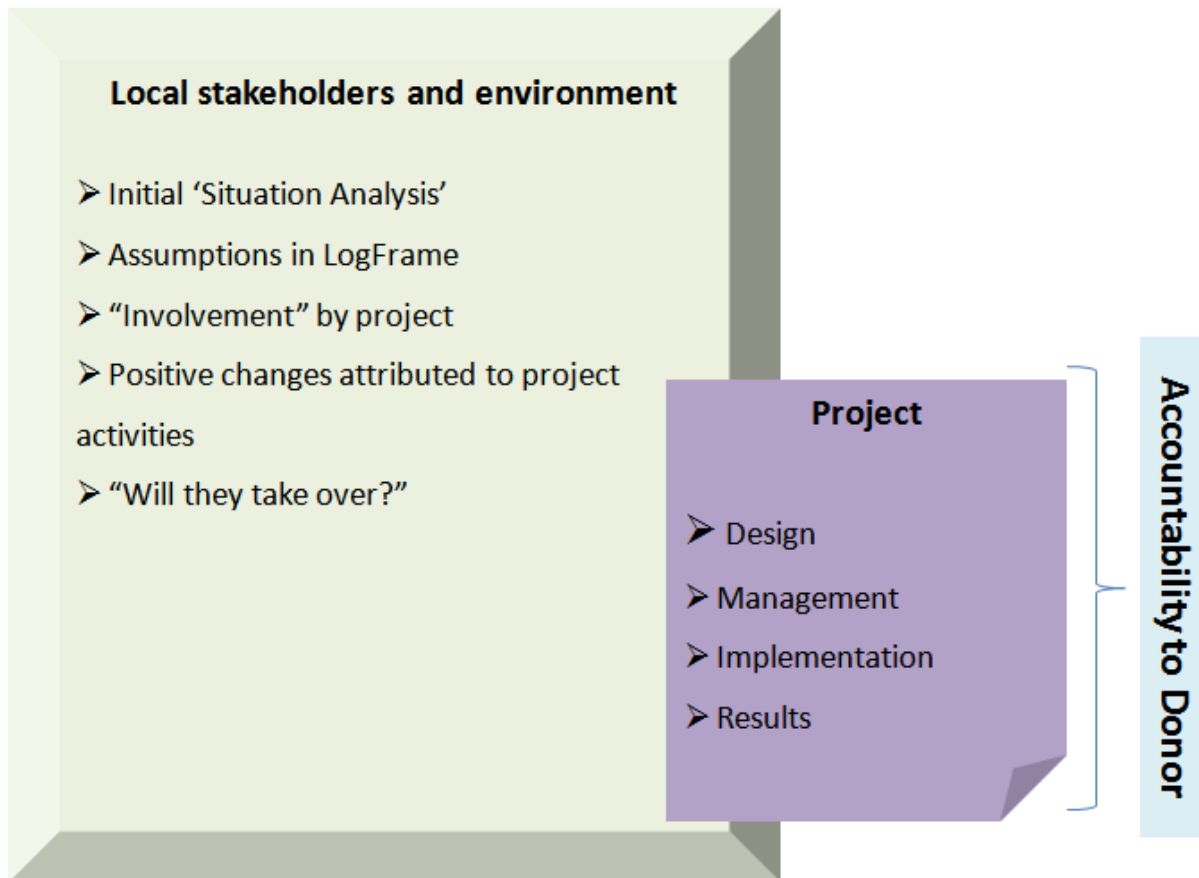 Local stakeholders and environment
➢ Initial ‘Situation Analysis’
➢ Assumptions in LogFrame
➢ “Involvement” by project
➢ Positive changes attributed to project
activities
➢ “Will they take over?”
Project
➢ Design
➢ Management
➢ Implementation
➢ Results
Accountability to Donor